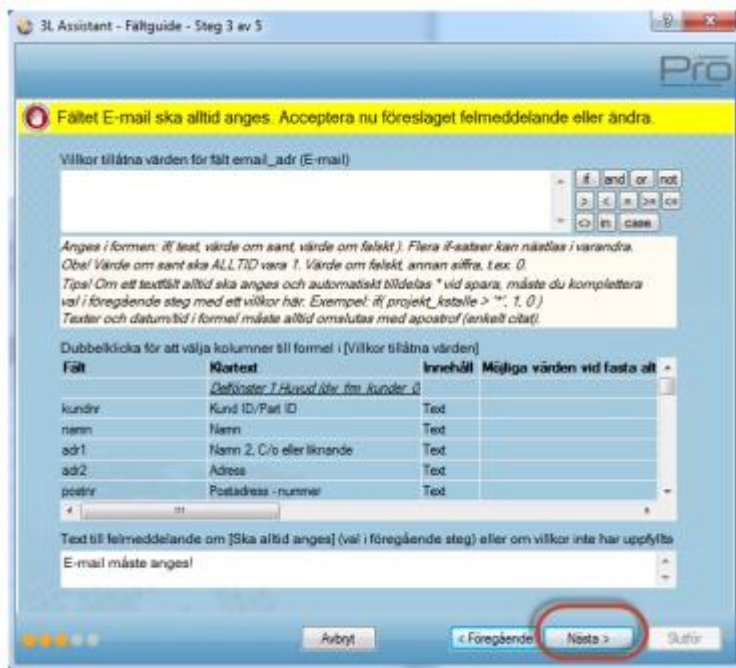 3L Assistant - Fältguide - Steg 3 av 5
Pro
Fältet E-mail ska alltid anges. Acceptera nu föreslaget felmeddelande eller ändra.
Villkor tillåtna värden för fält email_adr (E-mail)
if and or not
> < = >= <=
<> in case
Anges i formen: if( test, värde om sant, värde om falskt ). Flera if-satser kan nästlas i varandra.
Obs! Värde om sant ska ALLTID vara 1. Värde om falskt, annan siffra, t.ex. 0.
Tips! Om ett textfält alltid ska anges och automatiskt tilldelas * vid spara, måste du komplettera
val i föregående steg med ett villkor här. Exempel: if( projekt_kstalle > '*', 1, 0 )
Texter och datum/tid i formel måste alltid omslutas med apostrof (enkelt citat).
Dubbelklicka för att välja kolumner till formel i [Villkor tillåtna värden]
Fält Klartext Innehåll Möjliga värden vid fasta alt
Delfönster 1 Huvud (dw_frm_kunder_0
kundnr Kund ID/Part ID Text
namn Namn Text
adr1 Namn 2, C/o eller liknande Text
adr2 Adress Text
postnr Postadress - nummer Text
Text till felmeddelande om [Ska alltid anges] (val i föregående steg) eller om villkor inte har uppfyllts
E-mail måste anges!
Avbryt < Föregående Nästa > Slutför